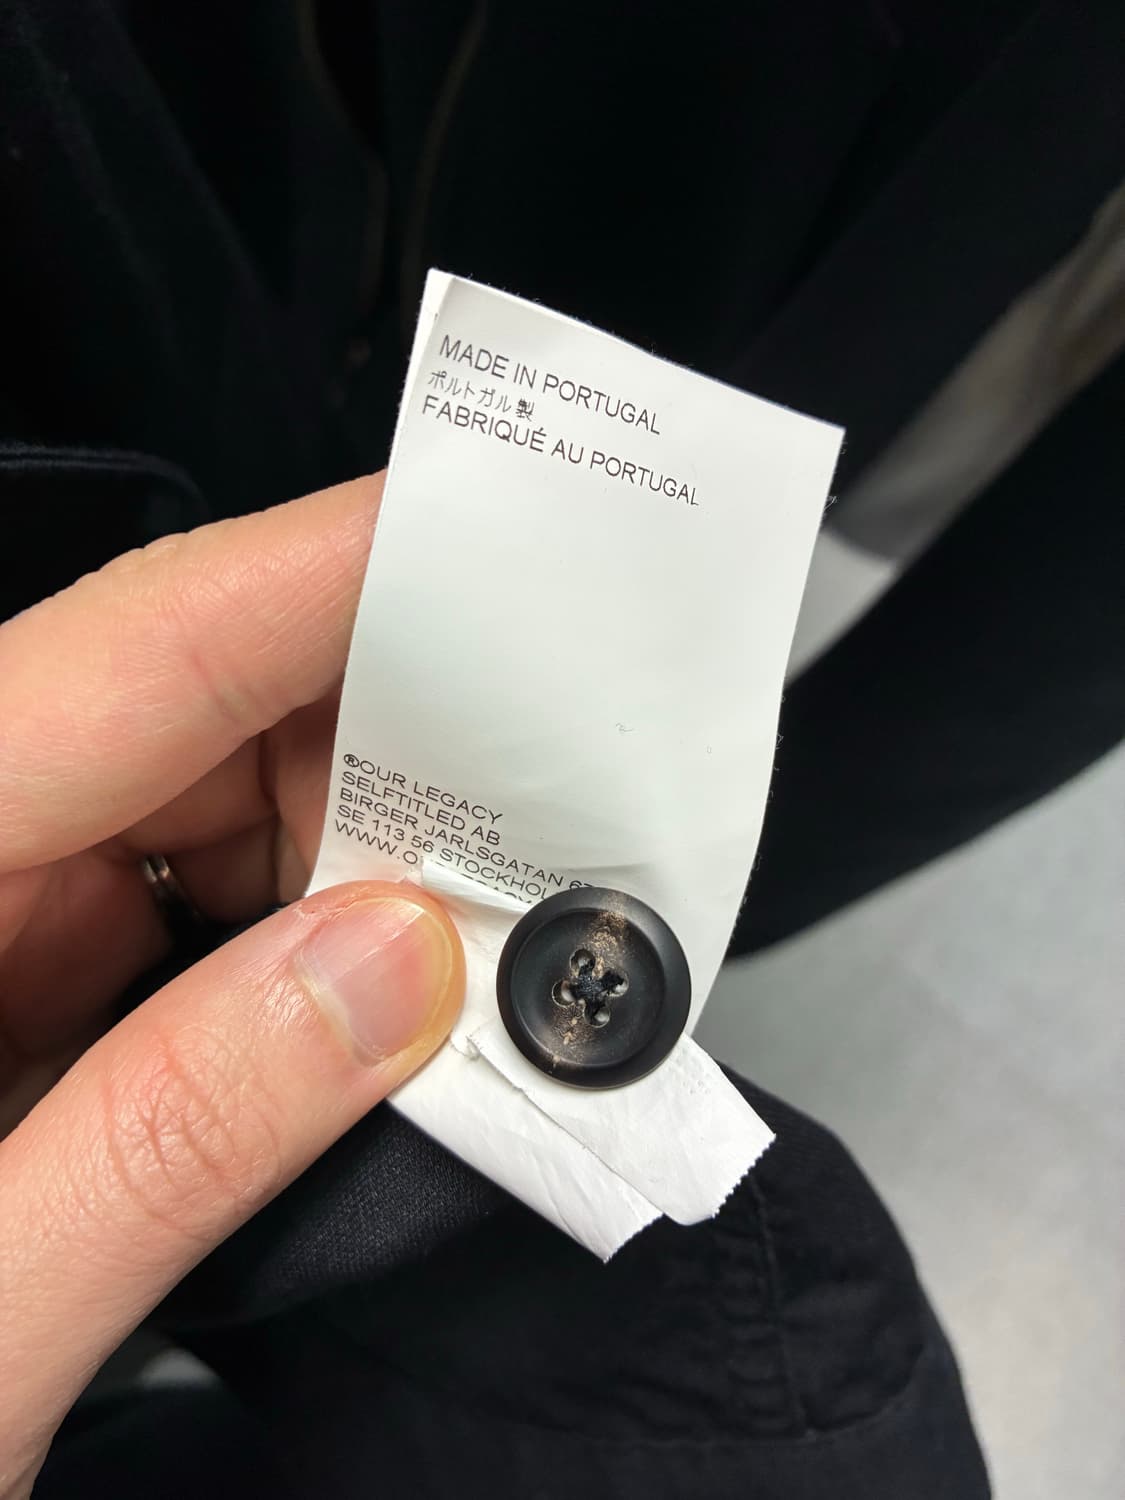 MADE IN PORTUGAL
ポルトガル製
FABRIQUÉ AU PORTUGAL
®OUR LEGACY
SELFTITLED AB
BIRGER JARLSGATAN
SE 113 56